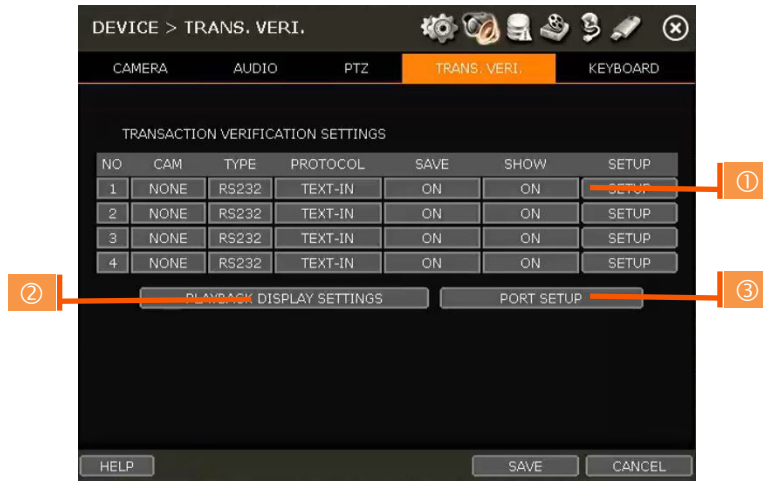 DEVICE > TRANS. VERI.
CAMERA AUDIO PTZ TRANS. VERI. KEYBOARD
TRANSACTION VERIFICATION SETTINGS
NO CAM TYPE PROTOCOL SAVE SHOW SETUP
1 NONE RS232 TEXT-IN ON ON SETUP ①
2 NONE RS232 TEXT-IN ON ON SETUP
3 NONE RS232 TEXT-IN ON ON SETUP
4 NONE RS232 TEXT-IN ON ON SETUP
② PLAYBACK DISPLAY SETTINGS PORT SETUP ③
HELP SAVE CANCEL